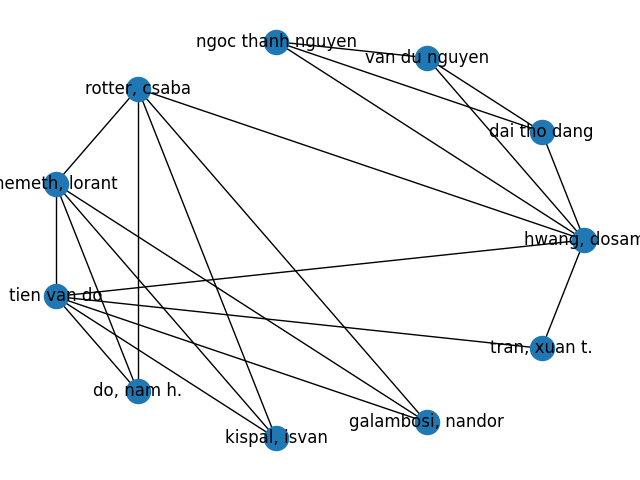 ngoc thanh nguyen
van du nguyen
rotter, csaba
dai tho dang
nemeth, lorant
hwang, dosam
tien van do
tran, xuan t.
do, nam h.
galambosi, nandor
kispal, isvan